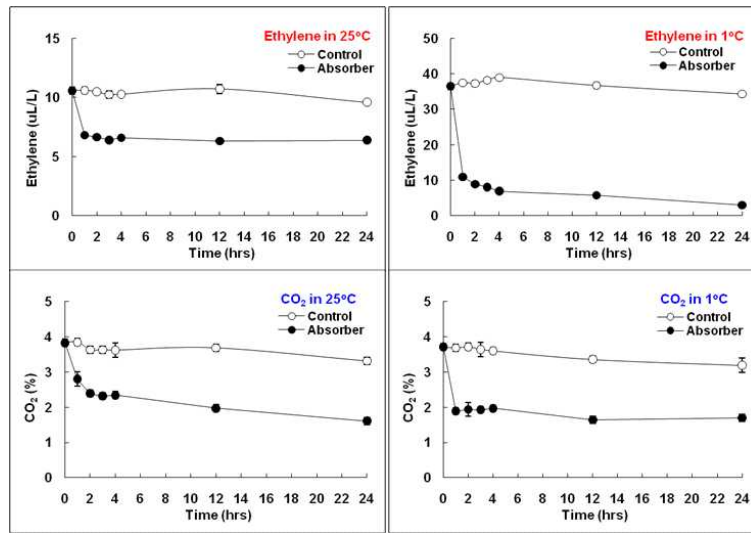 Ethylene in 25°C
Control
Absorber
Ethylene (uL/L)
15
10
5
0
0 2 4 6 8 10 12 14 16 18 20 22 24
Time (hrs)
Ethylene in 1°C
Control
Absorber
Ethylene (uL/L)
50
40
30
20
10
0
0 2 4 6 8 10 12 14 16 18 20 22 24
Time (hrs)
CO₂ in 25°C
Control
Absorber
CO₂ (%)
5
4
3
2
1
0
0 2 4 6 8 10 12 14 16 18 20 22 24
Time (hrs)
CO₂ in 1°C
Control
Absorber
CO₂ (%)
5
4
3
2
1
0
0 2 4 6 8 10 12 14 16 18 20 22 24
Time (hrs)